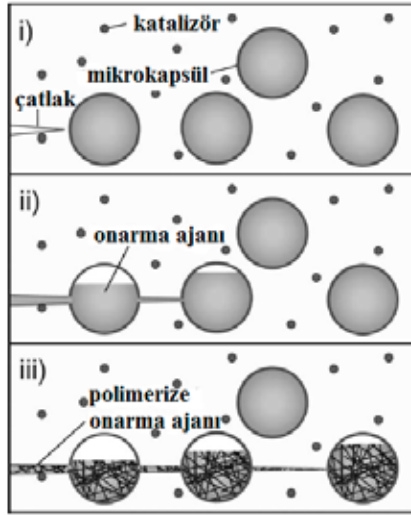 i)
katalizör
mikrokapsül
çatlak
ii)
onarma ajanı
iii)
polimerize
onarma ajanı